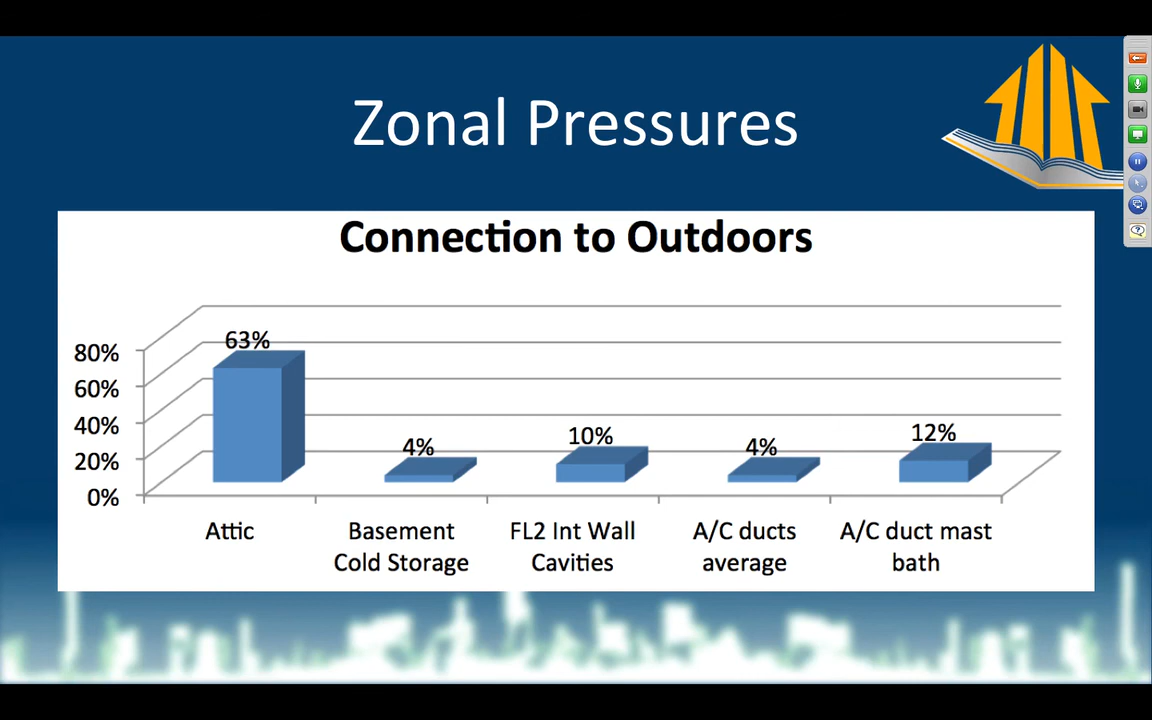 Zonal Pressures
Connection to Outdoors
80%
60%
40%
20%
0%
63%
4%
10%
4%
12%
Attic
Basement
Cold Storage
FL2 Int Wall
Cavities
A/C ducts
average
A/C duct mast
bath